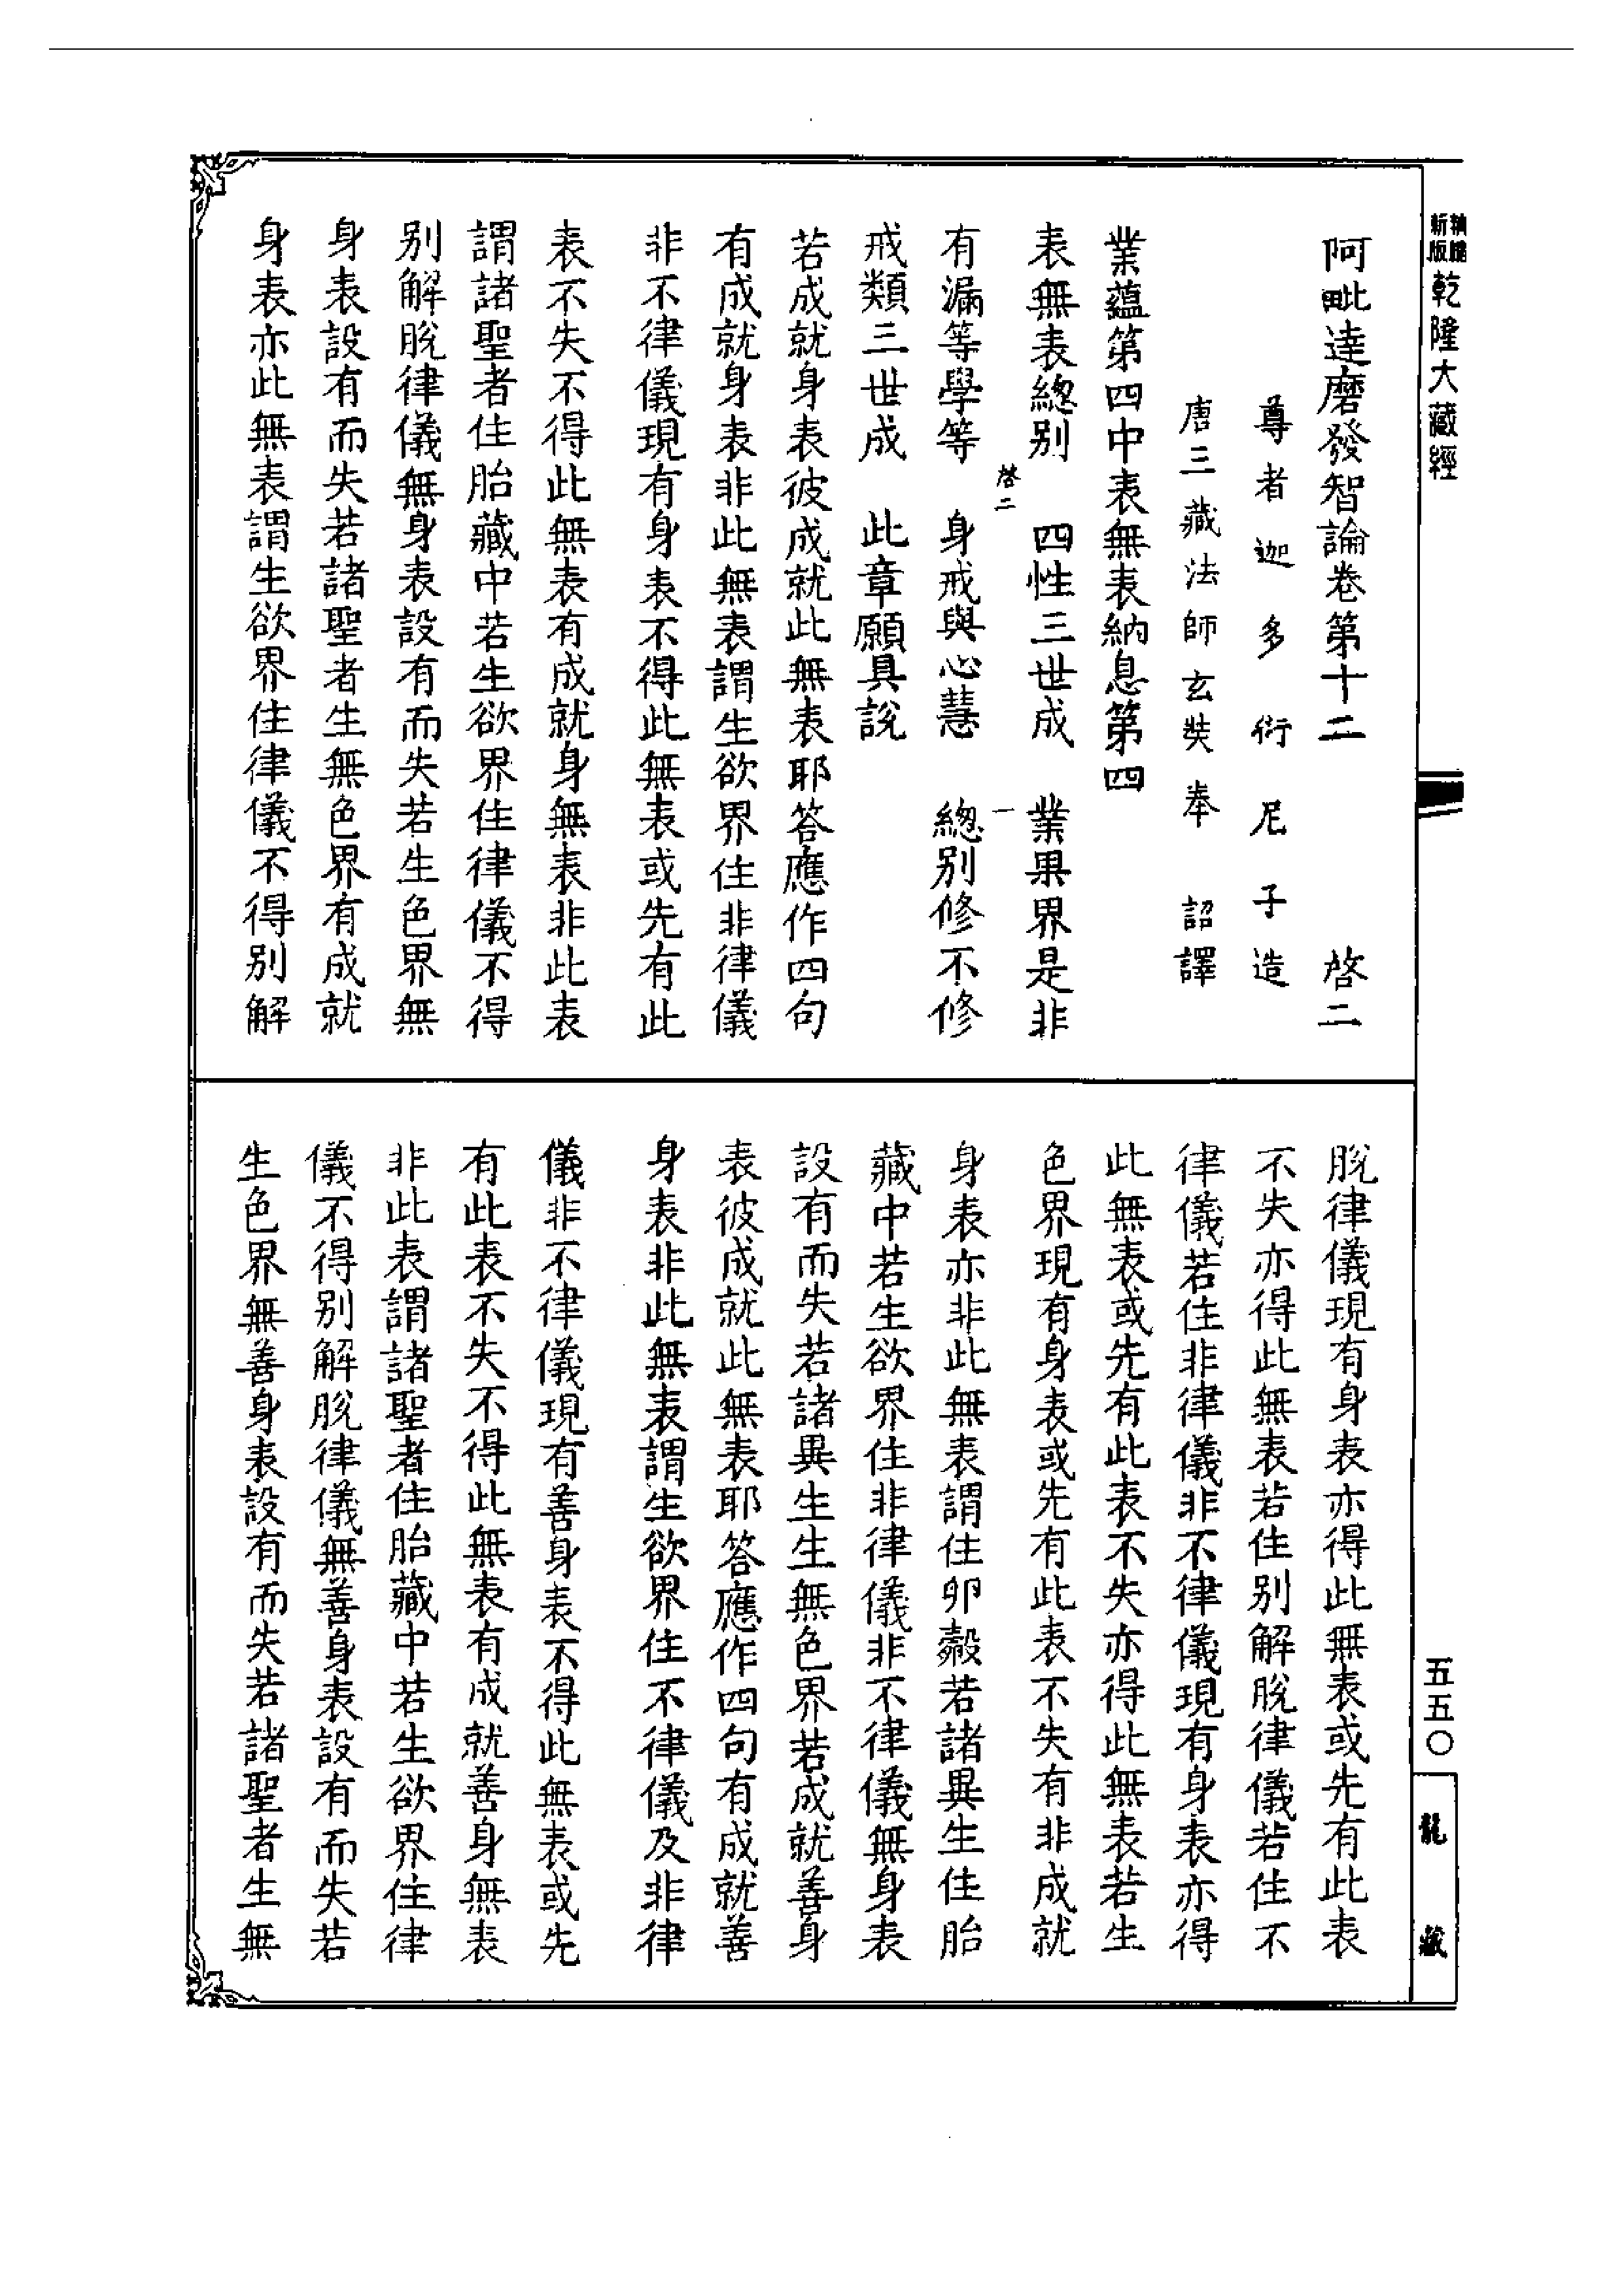 新版
乾隆大藏經
阿毗達磨發智論卷第十二 啓二
尊者迦多衍尼子造
唐三藏法師玄奘奉 詔譯
業蘊第四中表無表納息第四
表無表總别 四性三世成 業果界是非
啓二 一
有漏等學等 身戒與心慧 總别修不修
戒類三世成 此章願具說
若成就身表彼成就此無表耶答應作四句
有成就身表非此無表謂生欲界住非律儀
非不律儀現有身表不得此無表或先有此
表不失不得此無表有成就身無表非此表
謂諸聖者住胎藏中若生欲界住律儀不得
别解脫律儀無身表設有而失若生色界無
身表設有而失若諸聖者生無色界有成就
身表亦此無表謂生欲界住律儀不得别解
脫律儀現有身表亦得此無表或先有此表
不失亦得此無表若住别解脫律儀若住不
律儀若住非律儀非不律儀現有身表亦得
此無表或先有此表不失亦得此無表若生
色界現有身表或先有此表不失有非成就
身表亦非此無表謂住卵㲉若諸異生住胎
藏中若生欲界住非律儀非不律儀無身表
設有而失若諸異生生無色界若成就善身
表彼成就此無表耶答應作四句有成就善
身表非此無表謂生欲界住不律儀及非律
儀非不律儀現有善身表不得此無表或先
有此表不失不得此無表有成就善身無表
非此表謂諸聖者住胎藏中若生欲界住律
儀不得别解脫律儀無善身表設有而失若
生色界無善身表設有而失若諸聖者生無
五五〇
龍藏